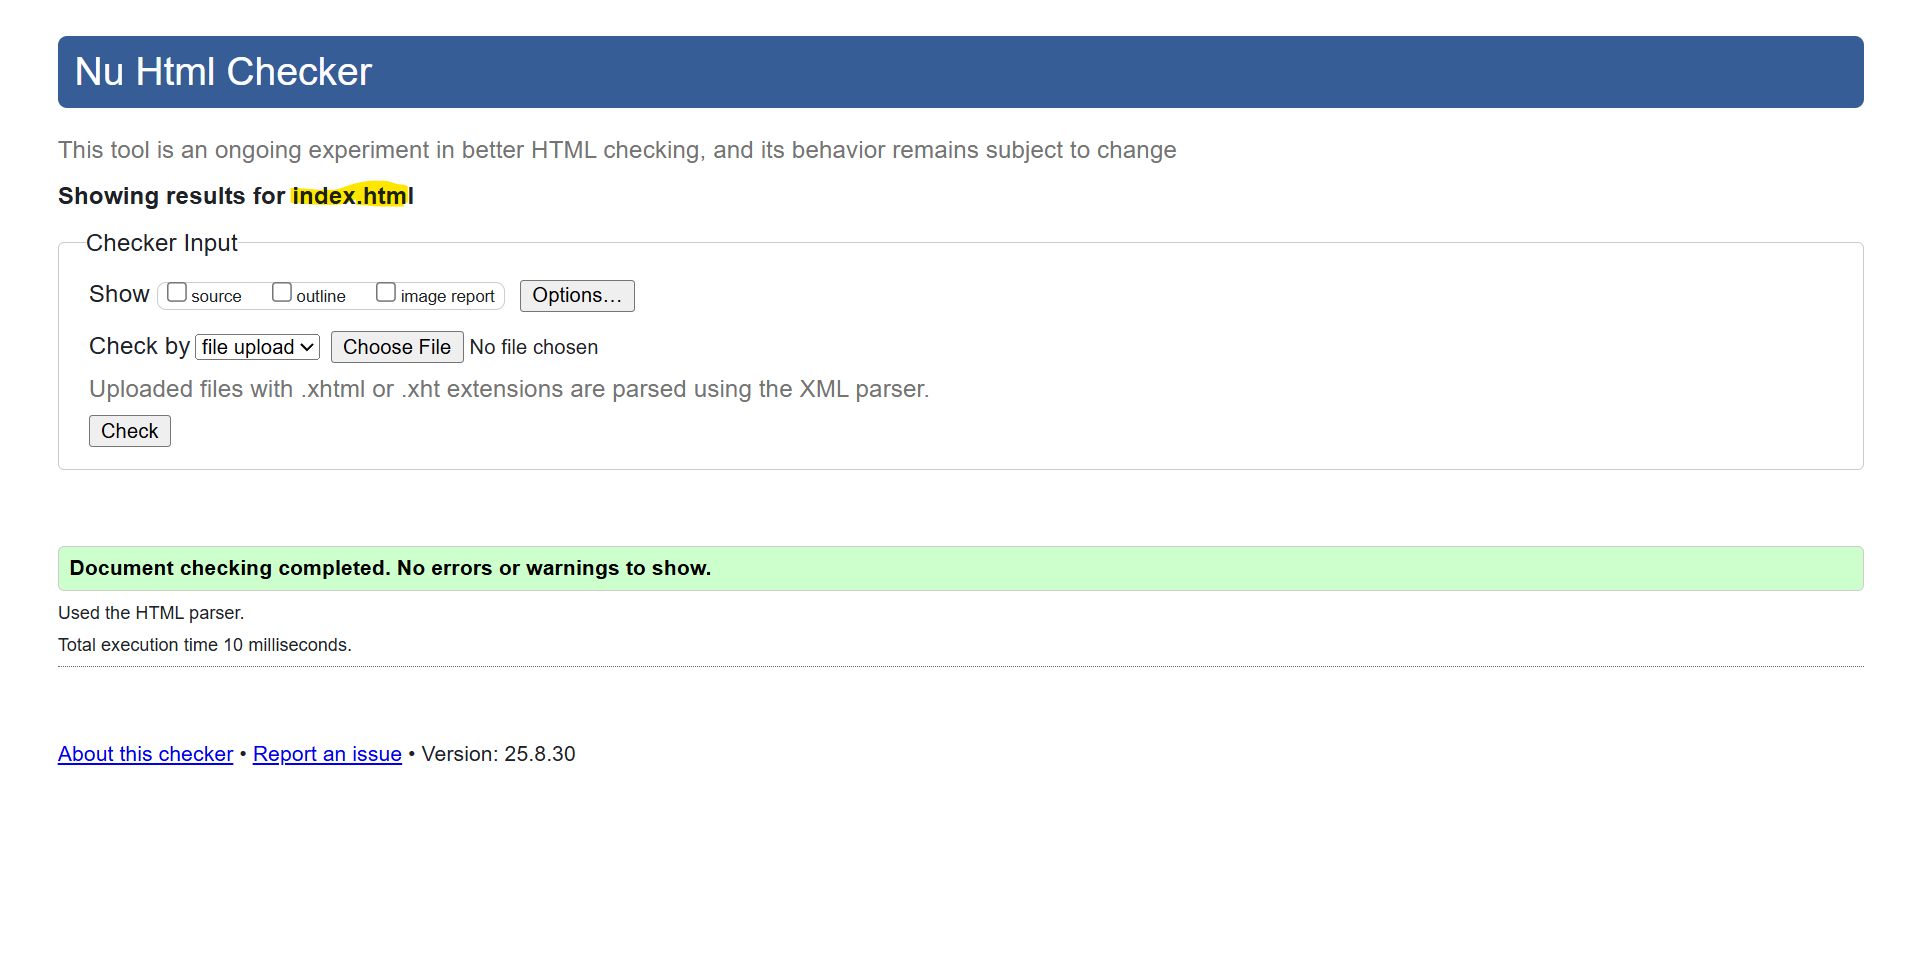 Nu Html Checker
This tool is an ongoing experiment in better HTML checking, and its behavior remains subject to change
Showing results for index.html
Checker Input
Show source outline image report Options…
Check by file upload Choose File No file chosen
Uploaded files with .xhtml or .xht extensions are parsed using the XML parser.
Check
Document checking completed. No errors or warnings to show.
Used the HTML parser.
Total execution time 10 milliseconds.
About this checker • Report an issue • Version: 25.8.30